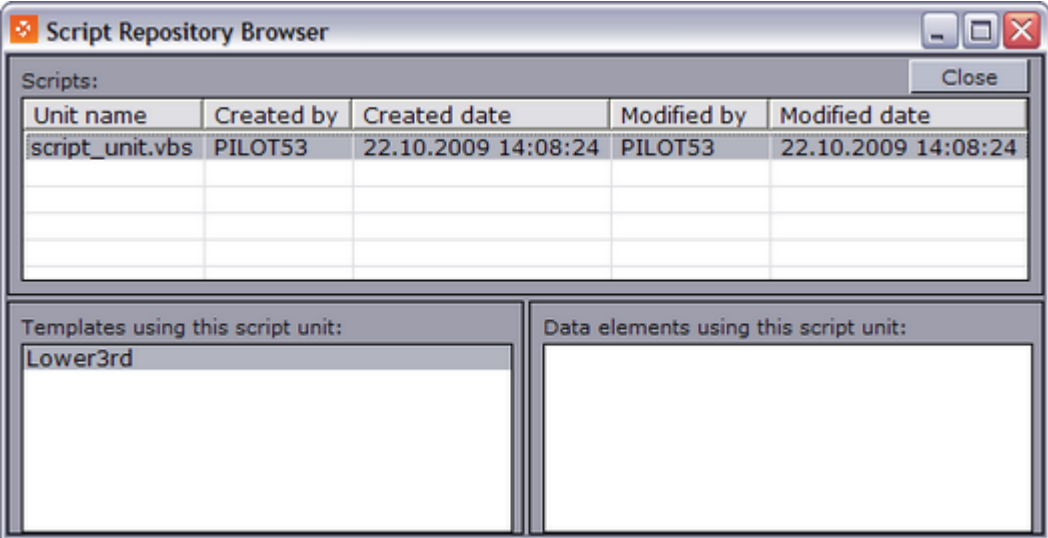 Script Repository Browser
Scripts:
Close
Unit name Created by Created date Modified by Modified date
script_unit.vbs PILOT53 22.10.2009 14:08:24 PILOT53 22.10.2009 14:08:24
Templates using this script unit:
Lower3rd
Data elements using this script unit: